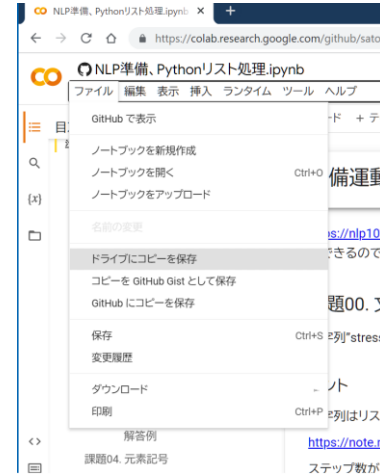 NLP準備、Pythonリスト処理.ipynb
https://colab.research.google.com/github/sato
NLP準備、Pythonリスト処理.ipynb
ファイル 編集 表示 挿入 ランタイム ツール ヘルプ
GitHub で表示
ード + テ
ノートブックを新規作成
ノートブックを開く Ctrl+O
ノートブックをアップロード
備運動
名前の変更
ps://nlp10
ドライブにコピーを保存
できるので
コピーを GitHub Gist として保存
GitHub にコピーを保存
題00. 文
保存 Ctrl+S
字列"stress
変更履歴
ダウンロード
ント
印刷 Ctrl+P
字列はリス
解答例
https://note.n
課題04. 元素記号
ステップ数が